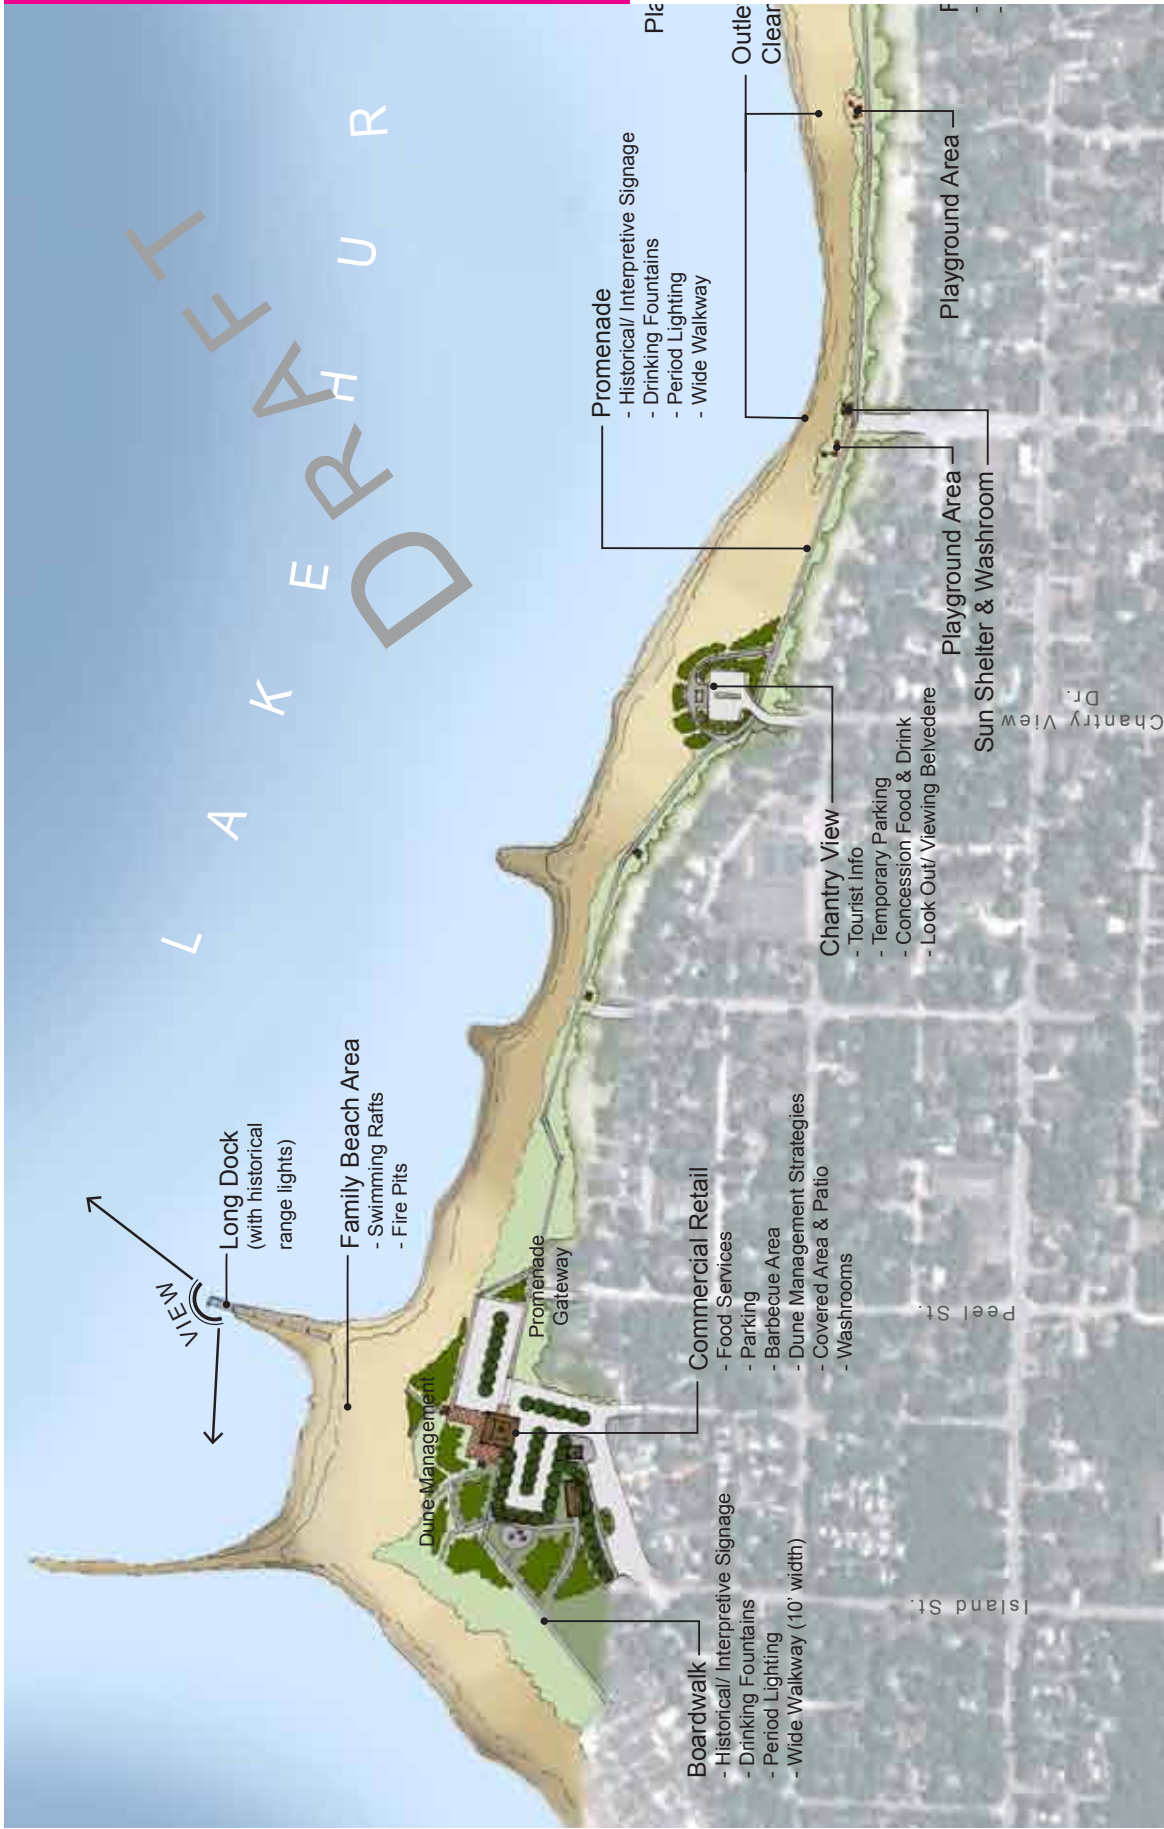 LAKE HUR
DRAFT
VIEW
Long Dock
(with historical
range lights)
Family Beach Area
- Swimming Rafts
- Fire Pits
Dune Management
Promenade
Gateway
Commercial Retail
- Food Services
- Parking
- Barbecue Area
- Dune Management Strategies
- Covered Area & Patio
- Washrooms
Boardwalk
- Historical/ Interpretive Signage
- Drinking Fountains
- Period Lighting
- Wide Walkway (10' width)
Promenade
- Historical/ Interpretive Signage
- Drinking Fountains
- Period Lighting
- Wide Walkway
Chantry View
- Tourist Info
- Temporary Parking
- Concession Food & Drink
- Look Out/ Viewing Belvedere
Playground Area
Sun Shelter & Washroom
Playground Area
Outle
Clear
Pla
Island St.
Peel St.
Chantry View
Dr.